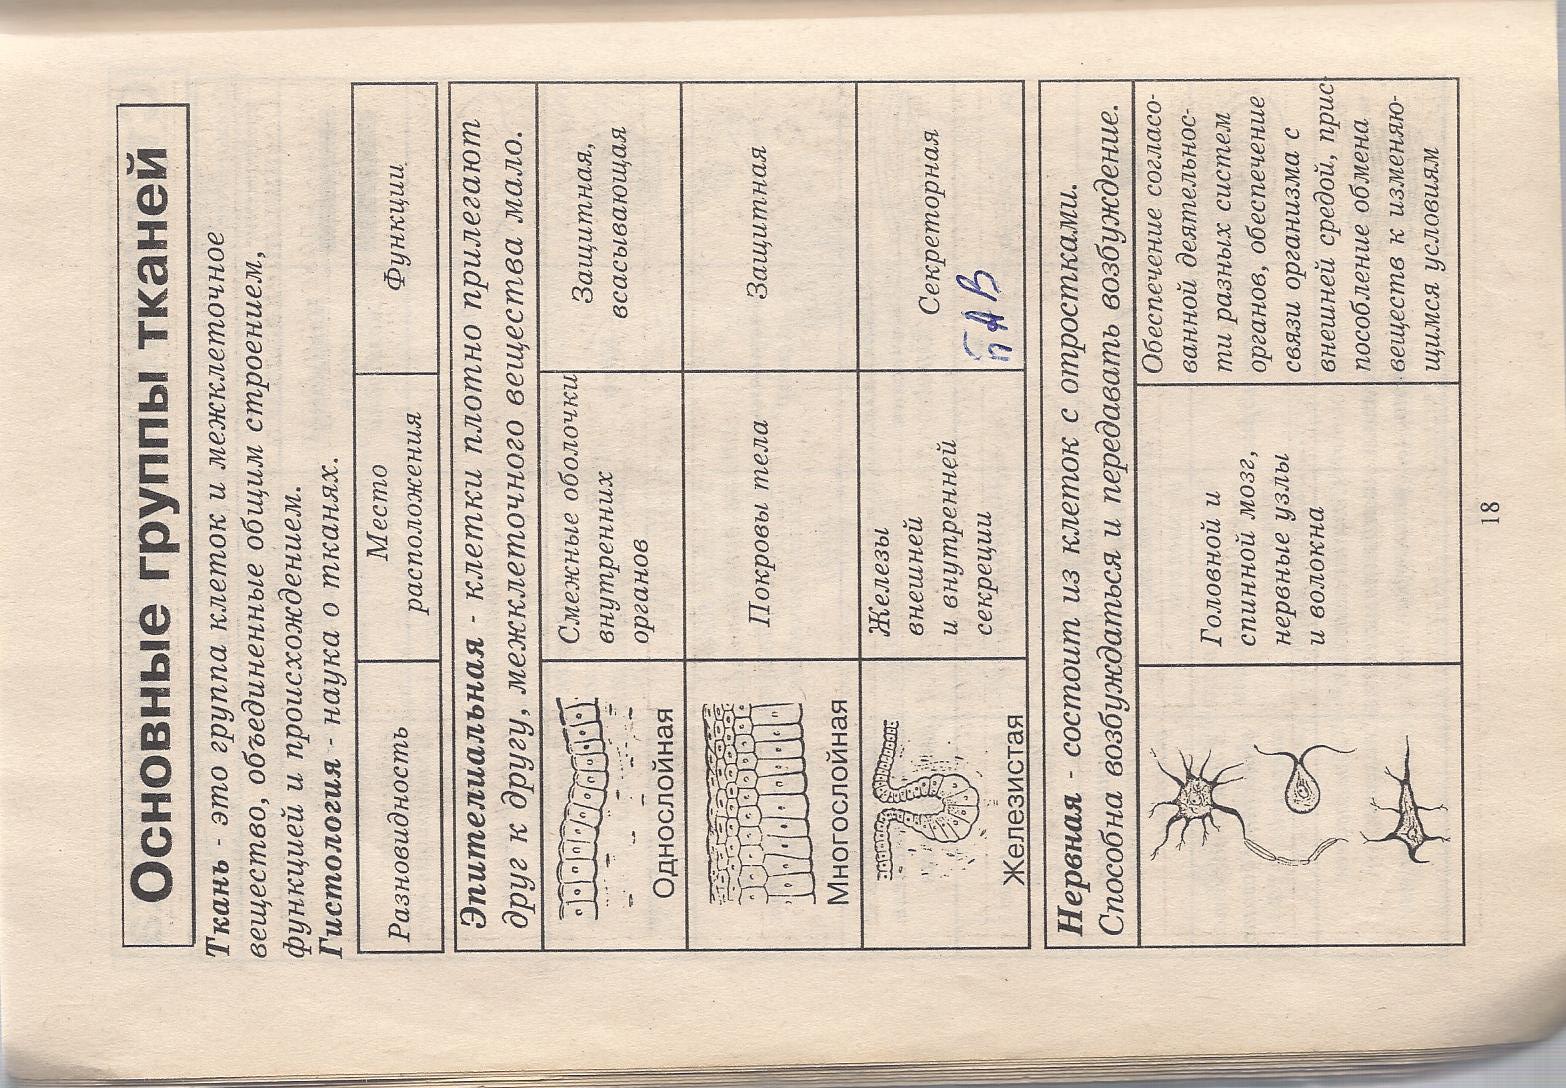 Основные группы тканей
Ткань - это группа клеток и межклеточное
вещество, объединенные общим строением,
функцией и происхождением.
Гистология - наука о тканях.
Разновидность
Место
расположения
Функции
Эпителиальная - клетки плотно прилегают
друг к другу, межклеточного вещества мало.
Однослойная
Смежные оболочки
внутренних
органов
Защитная,
всасывающая
Многослойная
Покровы тела
Защитная
Железистая
Железы
внешней
и внутренней
секреции
Секреторная
БАВ
Нервная - состоит из клеток с отростками.
Способна возбуждаться и передавать возбуждение.
Головной и
спинной мозг,
нервные узлы
и волокна
Обеспечение согласо-
ванной деятельнос-
ти разных систем
органов, обеспечение
связи организма с
внешней средой, прис
пособление обмена
веществ к изменяю-
щимся условиям
18